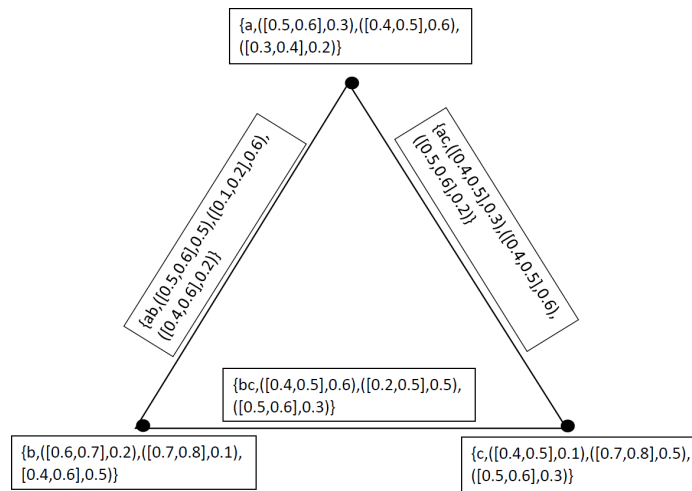 {a,([0.5,0.6],0.3),([0.4,0.5],0.6),
([0.3,0.4],0.2)}
{ab,([0.5,0.6],0.5),([0.1,0.2],0.6),
([0.4,0.6],0.2)}
{ac,([0.4,0.5],0.3),([0.4,0.5],0.6),
([0.5,0.6],0.2)}
{bc,([0.4,0.5],0.6),([0.2,0.5],0.5),
([0.5,0.6],0.3)}
{b,([0.6,0.7],0.2),([0.7,0.8],0.1),
[0.4,0.6],0.5)}
{c,([0.4,0.5],0.1),([0.7,0.8],0.5),
([0.5,0.6],0.3)}